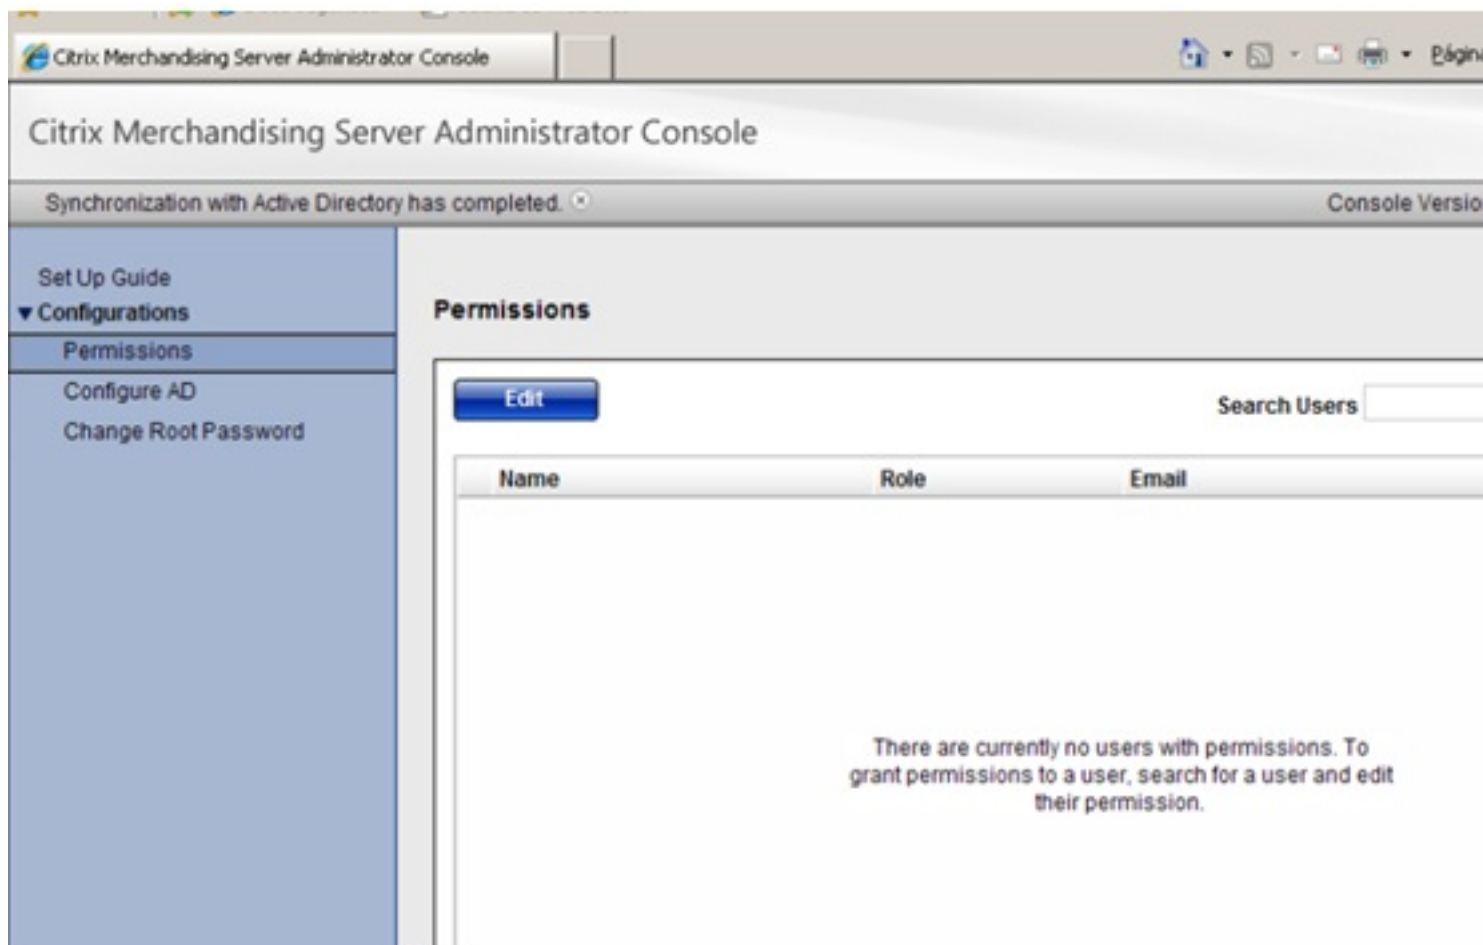 Citrix Merchandising Server Administrator Console
Citrix Merchandising Server Administrator Console
Synchronization with Active Directory has completed.
Set Up Guide
Configurations
Permissions
Configure AD
Change Root Password
Permissions
Edit
Search Users
Name Role Email
There are currently no users with permissions. To
grant permissions to a user, search for a user and edit
their permission.
Console